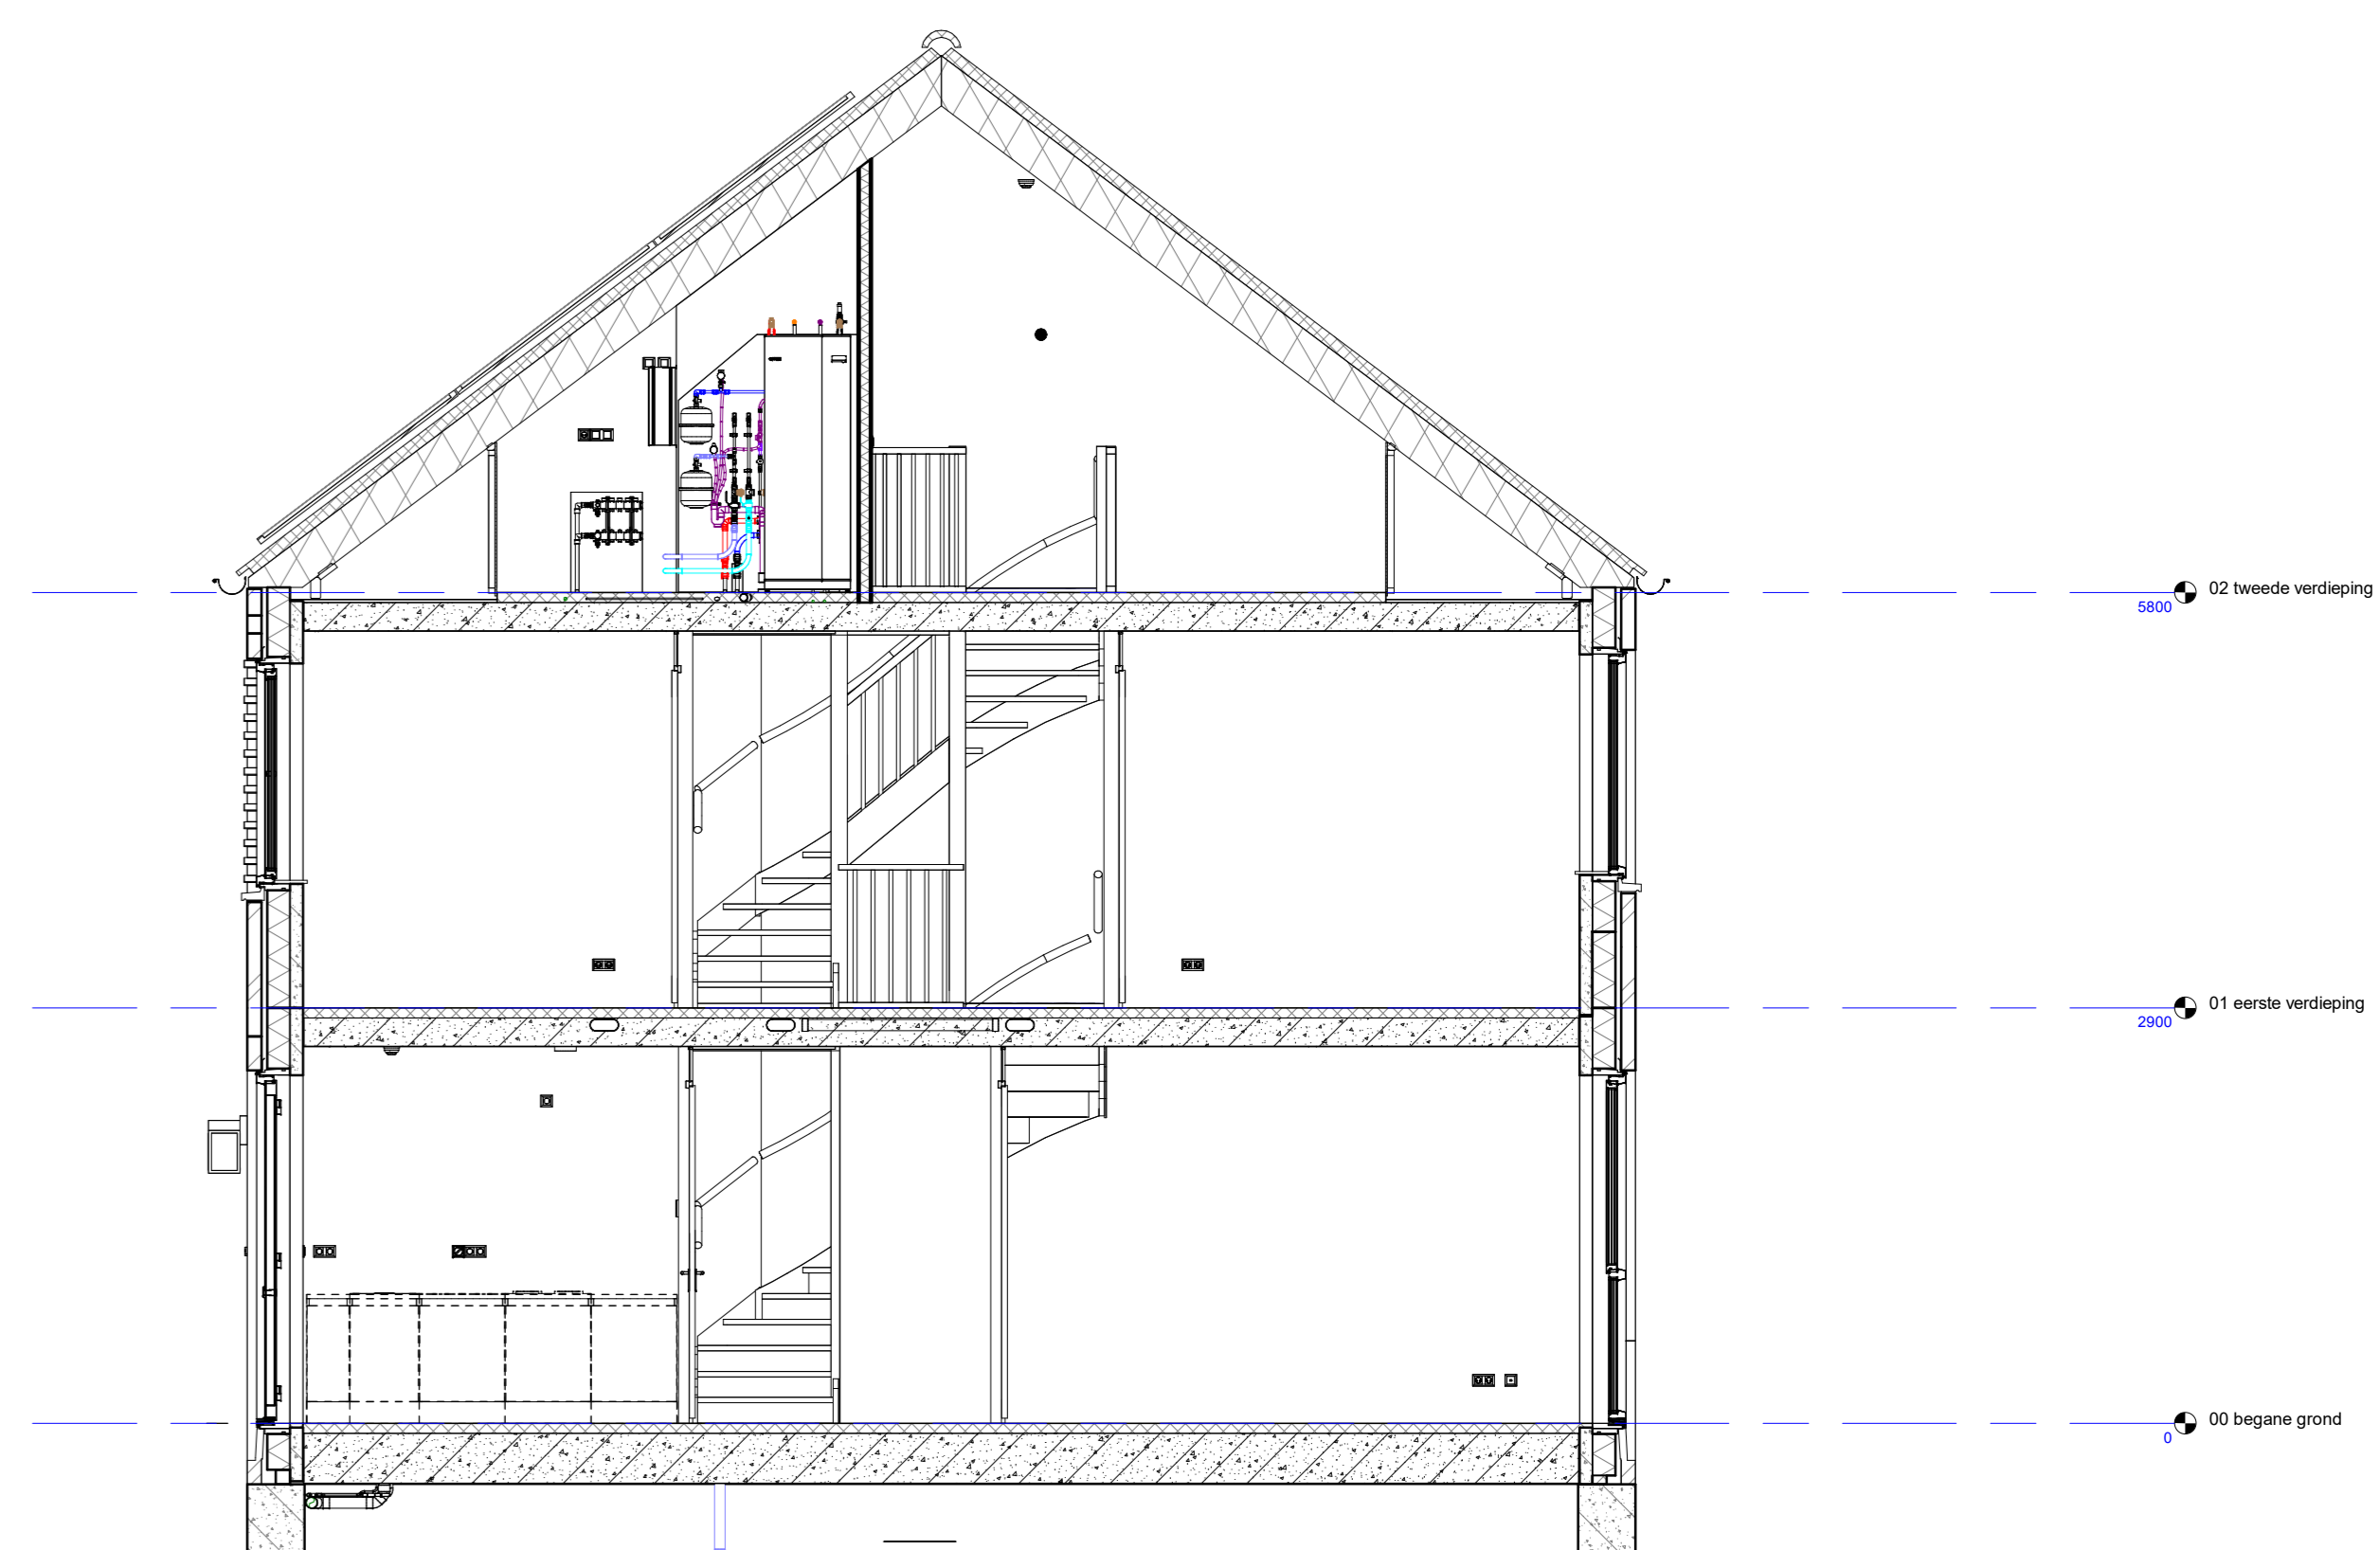 02 tweede verdieping
5800
01 eerste verdieping
2900
00 begane grond
0